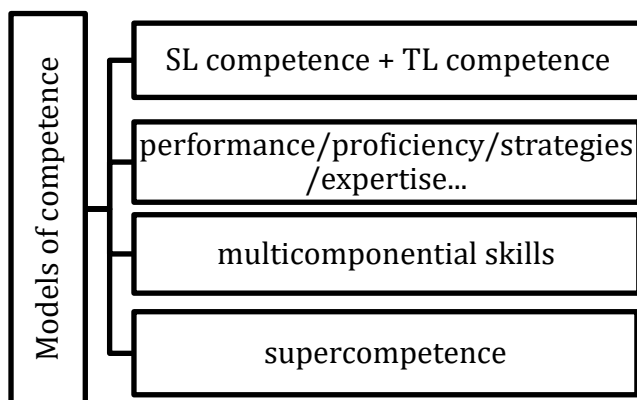 Models of competence
SL competence + TL competence
performance/proficiency/strategies
/expertise...
multicomponential skills
supercompetence